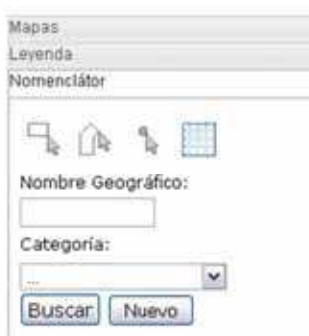 Mapas
Leyenda
Nomenclátor
Nombre Geográfico:
Categoría:
...
Buscar Nuevo